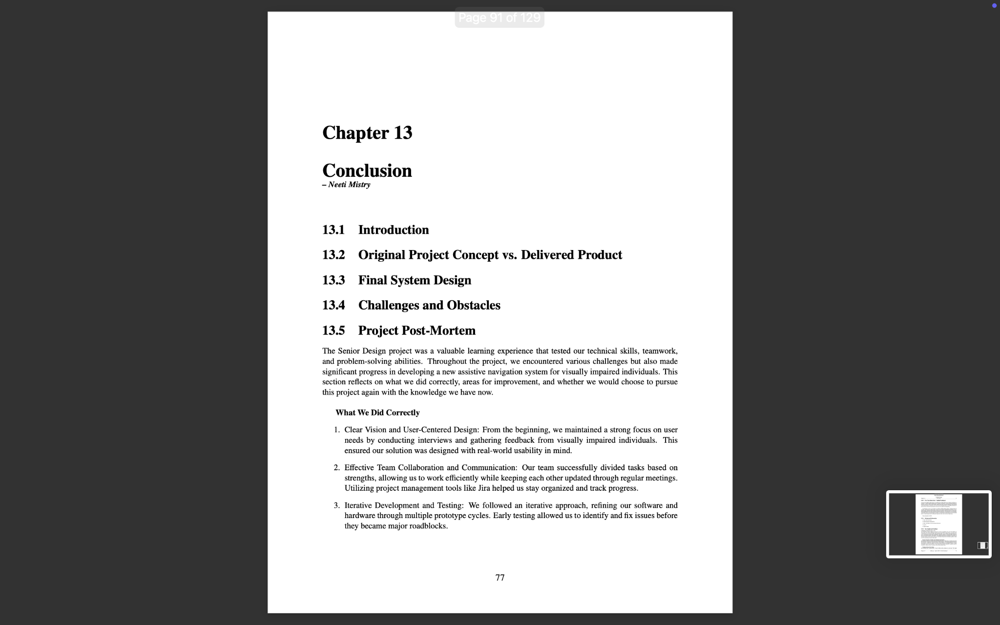 Page 91 of 129
Chapter 13
Conclusion
– Neeti Mistry
13.1 Introduction
13.2 Original Project Concept vs. Delivered Product
13.3 Final System Design
13.4 Challenges and Obstacles
13.5 Project Post-Mortem
The Senior Design project was a valuable learning experience that tested our technical skills, teamwork,
and problem-solving abilities. Throughout the project, we encountered various challenges but also made
significant progress in developing a new assistive navigation system for visually impaired individuals. This
section reflects on what we did correctly, areas for improvement, and whether we would choose to pursue
this project again with the knowledge we have now.
What We Did Correctly
1. Clear Vision and User-Centered Design: From the beginning, we maintained a strong focus on user
needs by conducting interviews and gathering feedback from visually impaired individuals. This
ensured our solution was designed with real-world usability in mind.
2. Effective Team Collaboration and Communication: Our team successfully divided tasks based on
strengths, allowing us to work efficiently while keeping each other updated through regular meetings.
Utilizing project management tools like Jira helped us stay organized and track progress.
3. Iterative Development and Testing: We followed an iterative approach, refining our software and
hardware through multiple prototype cycles. Early testing allowed us to identify and fix issues before
they became major roadblocks.
77